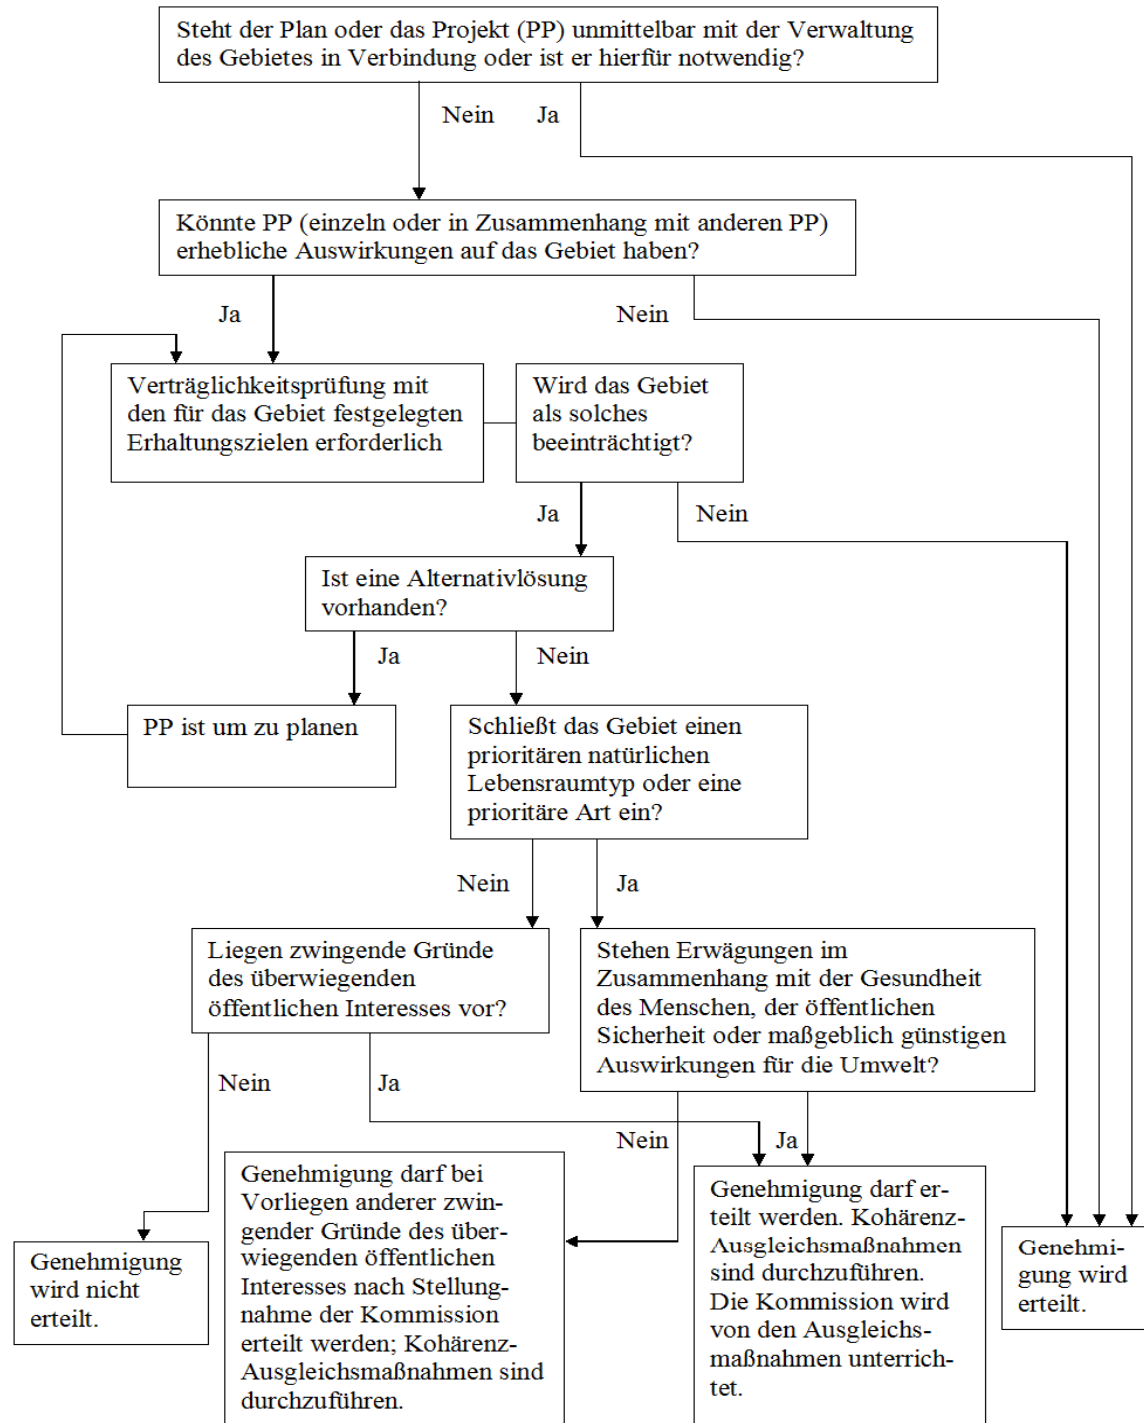 Steht der Plan oder das Projekt (PP) unmittelbar mit der Verwaltung
des Gebietes in Verbindung oder ist er hierfür notwendig?
Nein
Ja
Könnte PP (einzeln oder in Zusammenhang mit anderen PP)
erhebliche Auswirkungen auf das Gebiet haben?
Ja
Nein
Verträglichkeitsprüfung mit
den für das Gebiet festgelegten
Erhaltungszielen erforderlich
Wird das Gebiet
als solches
beeinträchtigt?
Ja
Nein
Ist eine Alternativlösung
vorhanden?
Ja
Nein
PP ist um zu planen
Schließt das Gebiet einen
prioritären natürlichen
Lebensraumtyp oder eine
prioritäre Art ein?
Nein
Ja
Liegen zwingende Gründe
des überwiegenden
öffentlichen Interesses vor?
Stehen Erwägungen im
Zusammenhang mit der Gesundheit
des Menschen, der öffentlichen
Sicherheit oder maßgeblich günstigen
Auswirkungen für die Umwelt?
Nein
Ja
Nein
Ja
Genehmigung
wird nicht
erteilt.
Genehmigung darf bei
Vorliegen anderer zwin-
gender Gründe des über-
wiegenden öffentlichen
Interesses nach Stellung-
nahme der Kommission
erteilt werden; Kohärenz-
Ausgleichsmaßnahmen sind
durchzuführen.
Genehmigung darf er-
teilt werden. Kohärenz-
Ausgleichsmaßnahmen
sind durchzuführen.
Die Kommission wird
von den Ausgleichs-
maßnahmen unterrich-
tet.
Genehmi-
gung wird
erteilt.